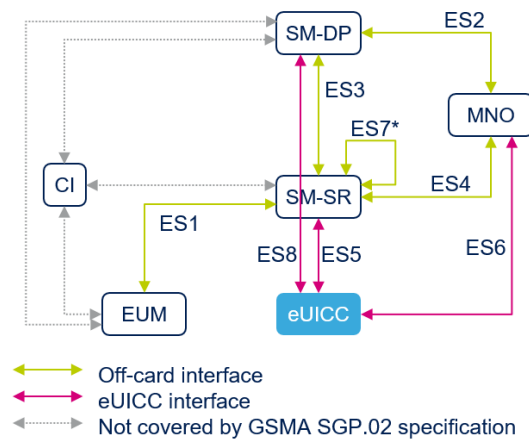 SM-DP
ES2
ES3
ES7*
MNO
CI
SM-SR
ES4
ES1
ES8
ES5
ES6
EUM
eUICC
Off-card interface
eUICC interface
Not covered by GSMA SGP.02 specification